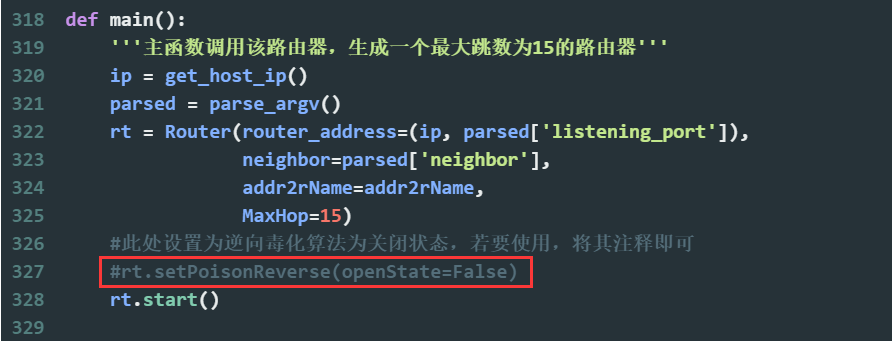 318 def main():
319     '''主函数调用该路由器，生成一个最大跳数为15的路由器'''
320     ip = get_host_ip()
321     parsed = parse_argv()
322     rt = Router(router_address=(ip, parsed['listening_port']),
323                 neighbor=parsed['neighbor'],
324                 addr2rName=addr2rName,
325                 MaxHop=15)
326     #此处设置为逆向毒化算法为关闭状态，若要使用，将其注释即可
327     #rt.setPoisonReverse(openState=False)
328     rt.start()
329